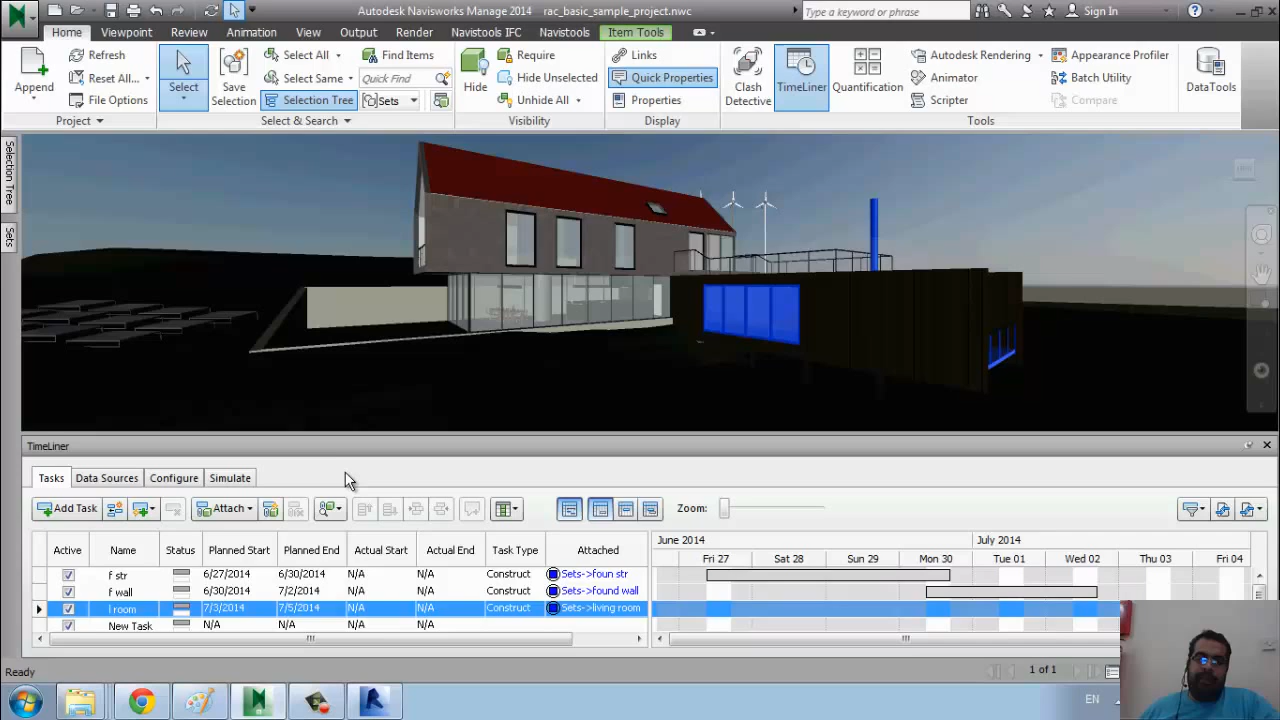 Autodesk Navisworks Manage 2014 rac_basic_sample_project.nwc
Type a keyword or phrase
Sign In
Home Viewpoint Review Animation View Output Render Navistools IFC Navistools Item Tools
Append
Refresh
Reset All...
File Options
Project
Select
Save Selection
Select All
Select Same
Selection Tree
Find Items
Quick Find
Sets
Select & Search
Hide
Require
Hide Unselected
Unhide All
Visibility
Links
Quick Properties
Properties
Display
Clash Detective
TimeLiner
Quantification
Autodesk Rendering
Animator
Scripter
Appearance Profiler
Batch Utility
Compare
Tools
DataTools
Selection Tree
Sets
TimeLiner
Tasks Data Sources Configure Simulate
Add Task Attach Zoom:
Active Name Status Planned Start Planned End Actual Start Actual End Task Type Attached
June 2014 July 2014
Fri 27 Sat 28 Sun 29 Mon 30 Tue 01 Wed 02 Thu 03 Fri 04
f str 6/27/2014 6/30/2014 N/A N/A Construct Sets->foun str
f wall 6/30/2014 7/2/2014 N/A N/A Construct Sets->found wall
l room 7/3/2014 7/5/2014 N/A N/A Construct Sets->living room
New Task N/A N/A N/A N/A
Ready
1 of 1
EN